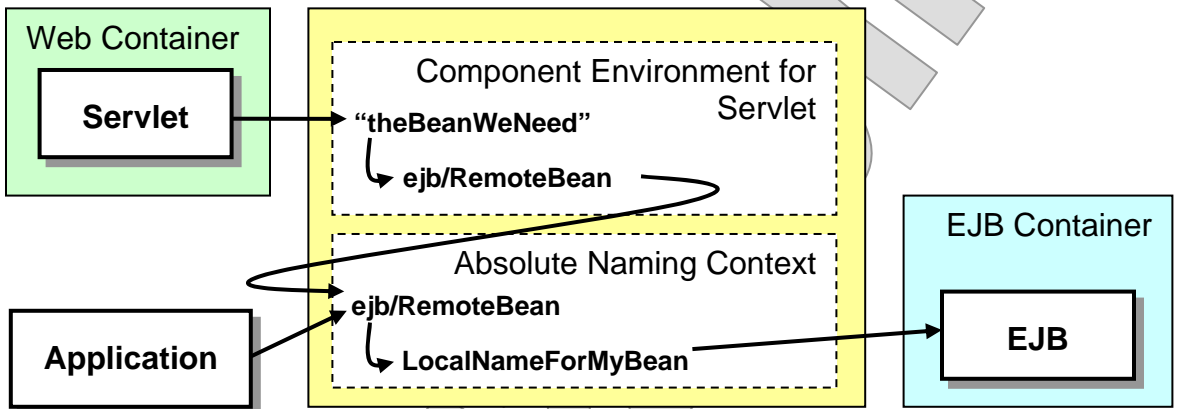 Web Container
Servlet
Component Environment for
Servlet
“theBeanWeNeed”
ejb/RemoteBean
Absolute Naming Context
ejb/RemoteBean
LocalNameForMyBean
Application
EJB Container
EJB